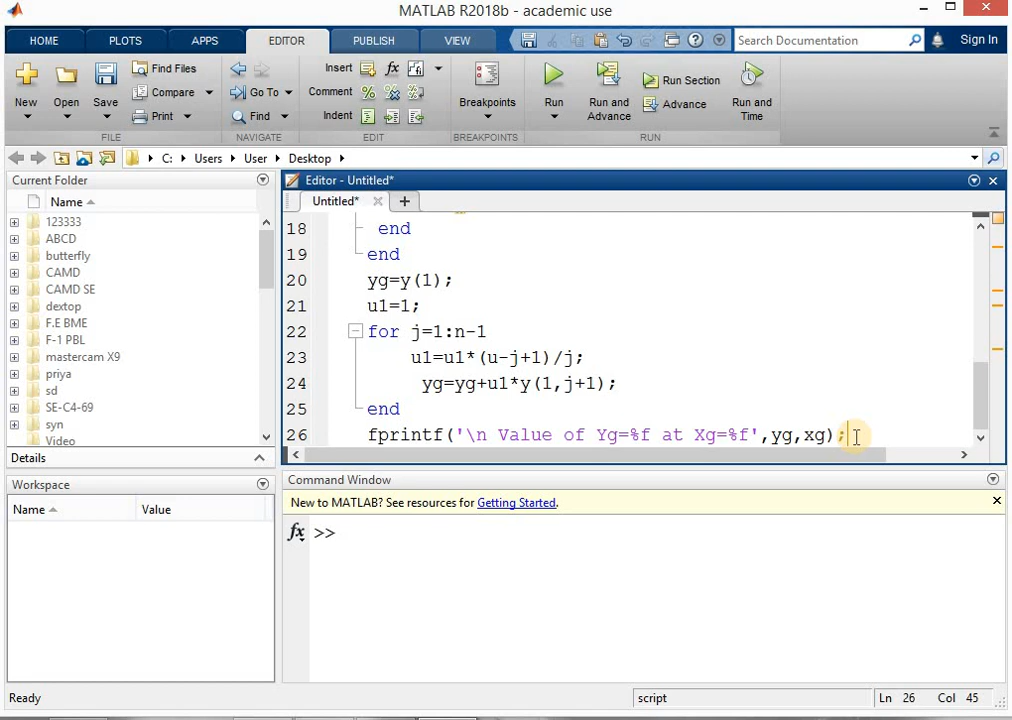 MATLAB R2018b - academic use
HOME PLOTS APPS EDITOR PUBLISH VIEW Search Documentation Sign In
New Open Save Find Files Compare Print
Go To Find
Insert fx
Comment %
Indent
Breakpoints
Run Run and Advance Run Section Advance Run and Time
FILE NAVIGATE EDIT BREAKPOINTS RUN
C: Users User Desktop
Current Folder
Name
123333
ABCD
butterfly
CAMD
CAMD SE
dextop
F.E BME
F-1 PBL
mastercam X9
priya
sd
SE-C4-69
syn
Video
Details
Workspace
Name Value
Editor - Untitled*
Untitled* +
18 end
19 end
20 yg=y(1);
21 u1=1;
22 for j=1:n-1
23 u1=u1*(u-j+1)/j;
24 yg=yg+u1*y(1,j+1);
25 end
26 fprintf('\n Value of Yg=%f at Xg=%f',yg,xg);
Command Window
New to MATLAB? See resources for Getting Started.
fx >>
Ready script Ln 26 Col 45